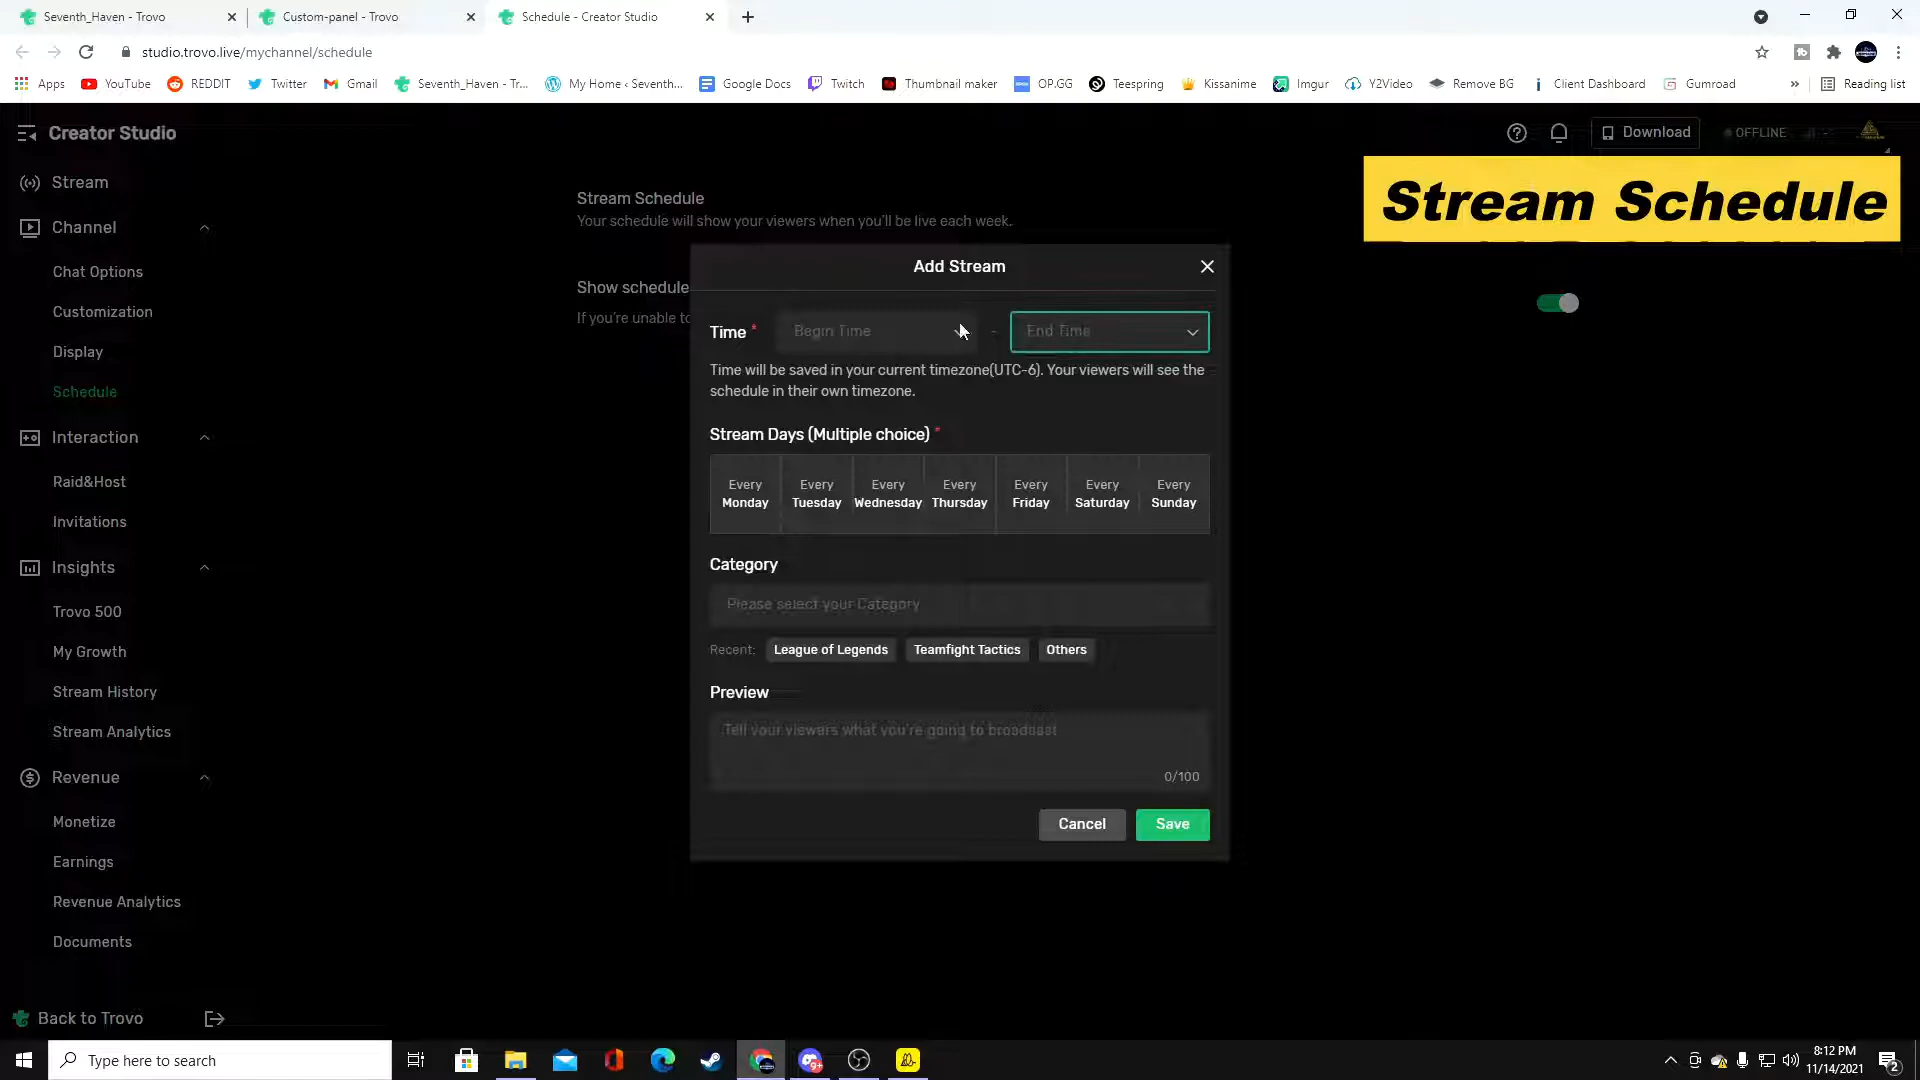 Seventh_Haven - Trovo
Custom-panel - Trovo
Schedule - Creator Studio
studio.trovo.live/mychannel/schedule
Apps
YouTube
REDDIT
Twitter
Gmail
Seventh_Haven - Tr...
My Home ‹ Seventh...
Google Docs
Twitch
Thumbnail maker
OP.GG
Teespring
Kissanime
Imgur
Y2Video
Remove BG
Client Dashboard
Gumroad
»
Reading list
Creator Studio
Download
OFFLINE
Stream Schedule
Stream
Channel
Chat Options
Customization
Display
Schedule
Interaction
Raid&Host
Invitations
Insights
Trovo 500
My Growth
Stream History
Stream Analytics
Revenue
Monetize
Earnings
Revenue Analytics
Documents
Back to Trovo
Stream Schedule
Your schedule will show your viewers when you'll be live each week.
Show schedule
If you're unable to
Add Stream
Time *
Begin Time
-
End Time
Time will be saved in your current timezone(UTC-6). Your viewers will see the
schedule in their own timezone.
Stream Days (Multiple choice) *
Every Monday
Every Tuesday
Every Wednesday
Every Thursday
Every Friday
Every Saturday
Every Sunday
Category
Please select your Category
Recent: League of Legends Teamfight Tactics Others
Preview
Tell your viewers what you're going to broadcast
0/100
Cancel
Save
Type here to search
9+
8:12 PM
11/14/2021
2